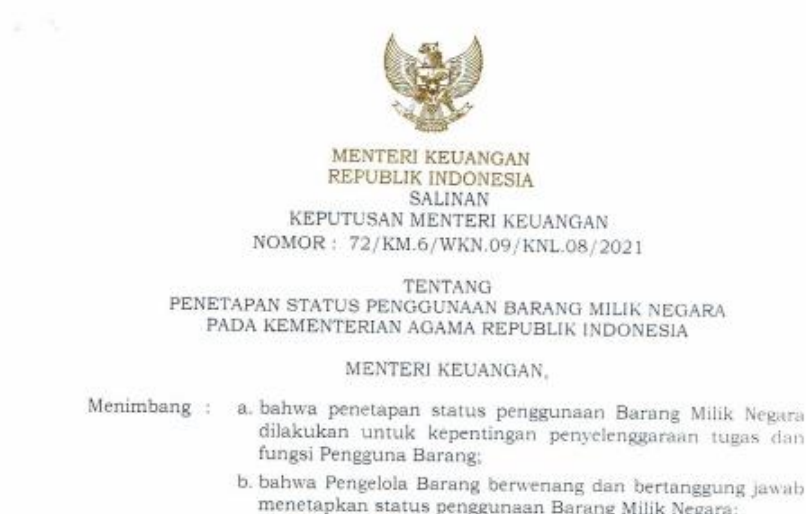 MENTERI KEUANGAN
REPUBLIK INDONESIA
SALINAN
KEPUTUSAN MENTERI KEUANGAN
NOMOR : 72/KM.6/WKN.09/KNL.08/2021
TENTANG
PENETAPAN STATUS PENGGUNAAN BARANG MILIK NEGARA
PADA KEMENTERIAN AGAMA REPUBLIK INDONESIA
MENTERI KEUANGAN,
Menimbang : a. bahwa penetapan status penggunaan Barang Milik Negara
dilakukan untuk kepentingan penyelenggaraan tugas dan
fungsi Pengguna Barang;
b. bahwa Pengelola Barang berwenang dan bertanggung jawab
menetapkan status penggunaan Barang Milik Negara;